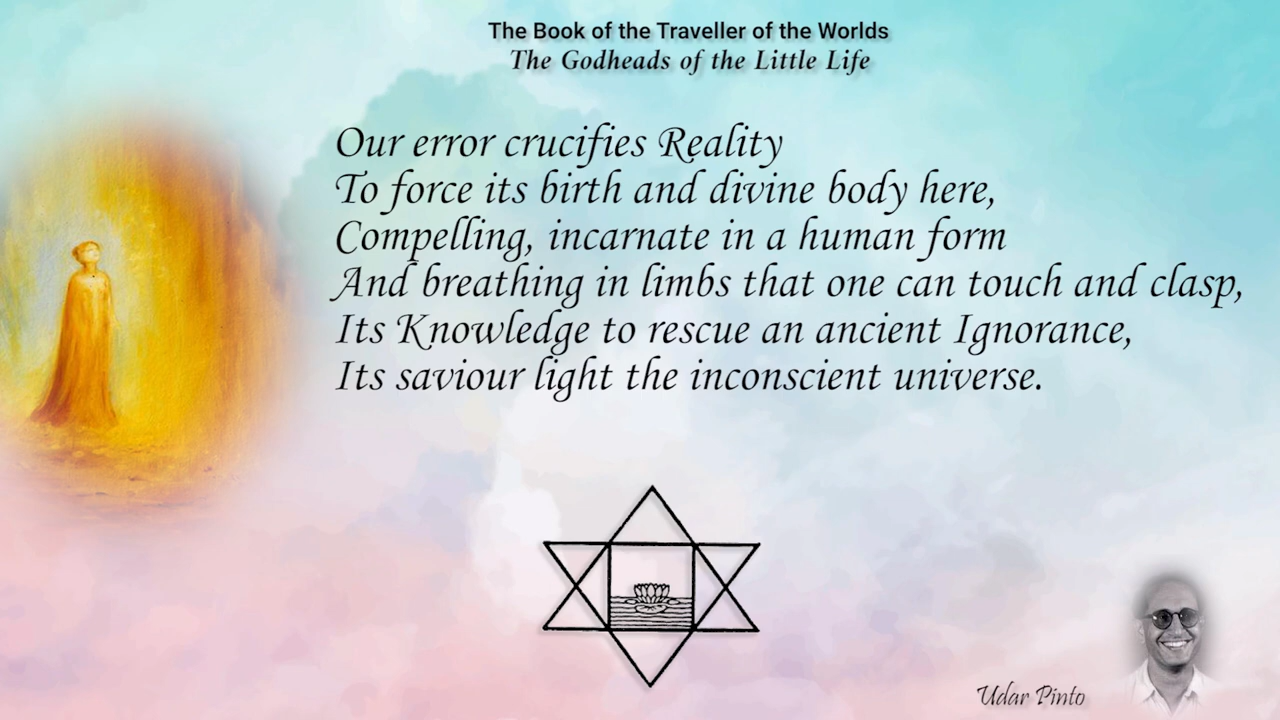 The Book of the Traveller of the Worlds
The Godheads of the Little Life
Our error crucifies Reality
To force its birth and divine body here,
Compelling, incarnate in a human form
And breathing in limbs that one can touch and clasp,
Its Knowledge to rescue an ancient Ignorance,
Its saviour light the inconscient universe.
Udar Pinto